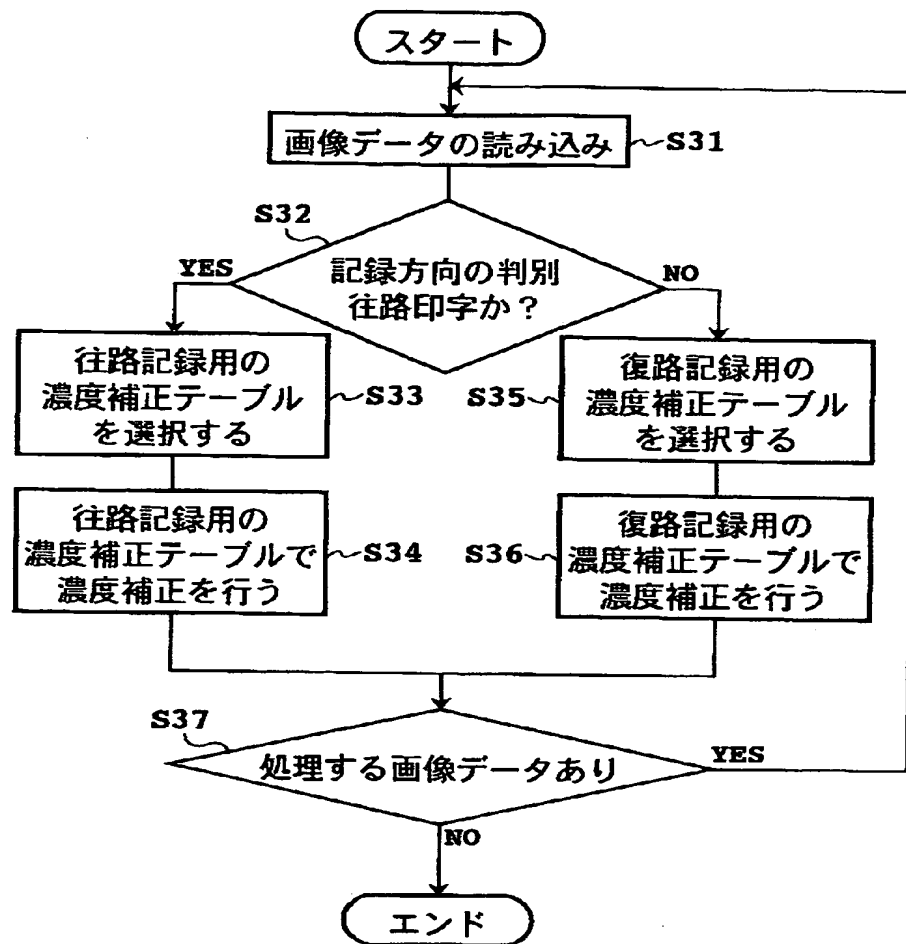 スタート
画像データの読み込み
S31
S32
記録方向の判別
往路印字か？
YES
NO
往路記録用の
濃度補正テーブル
を選択する
S33
S35
復路記録用の
濃度補正テーブル
を選択する
往路記録用の
濃度補正テーブルで
濃度補正を行う
S34
S36
復路記録用の
濃度補正テーブルで
濃度補正を行う
S37
処理する画像データあり
YES
NO
エンド